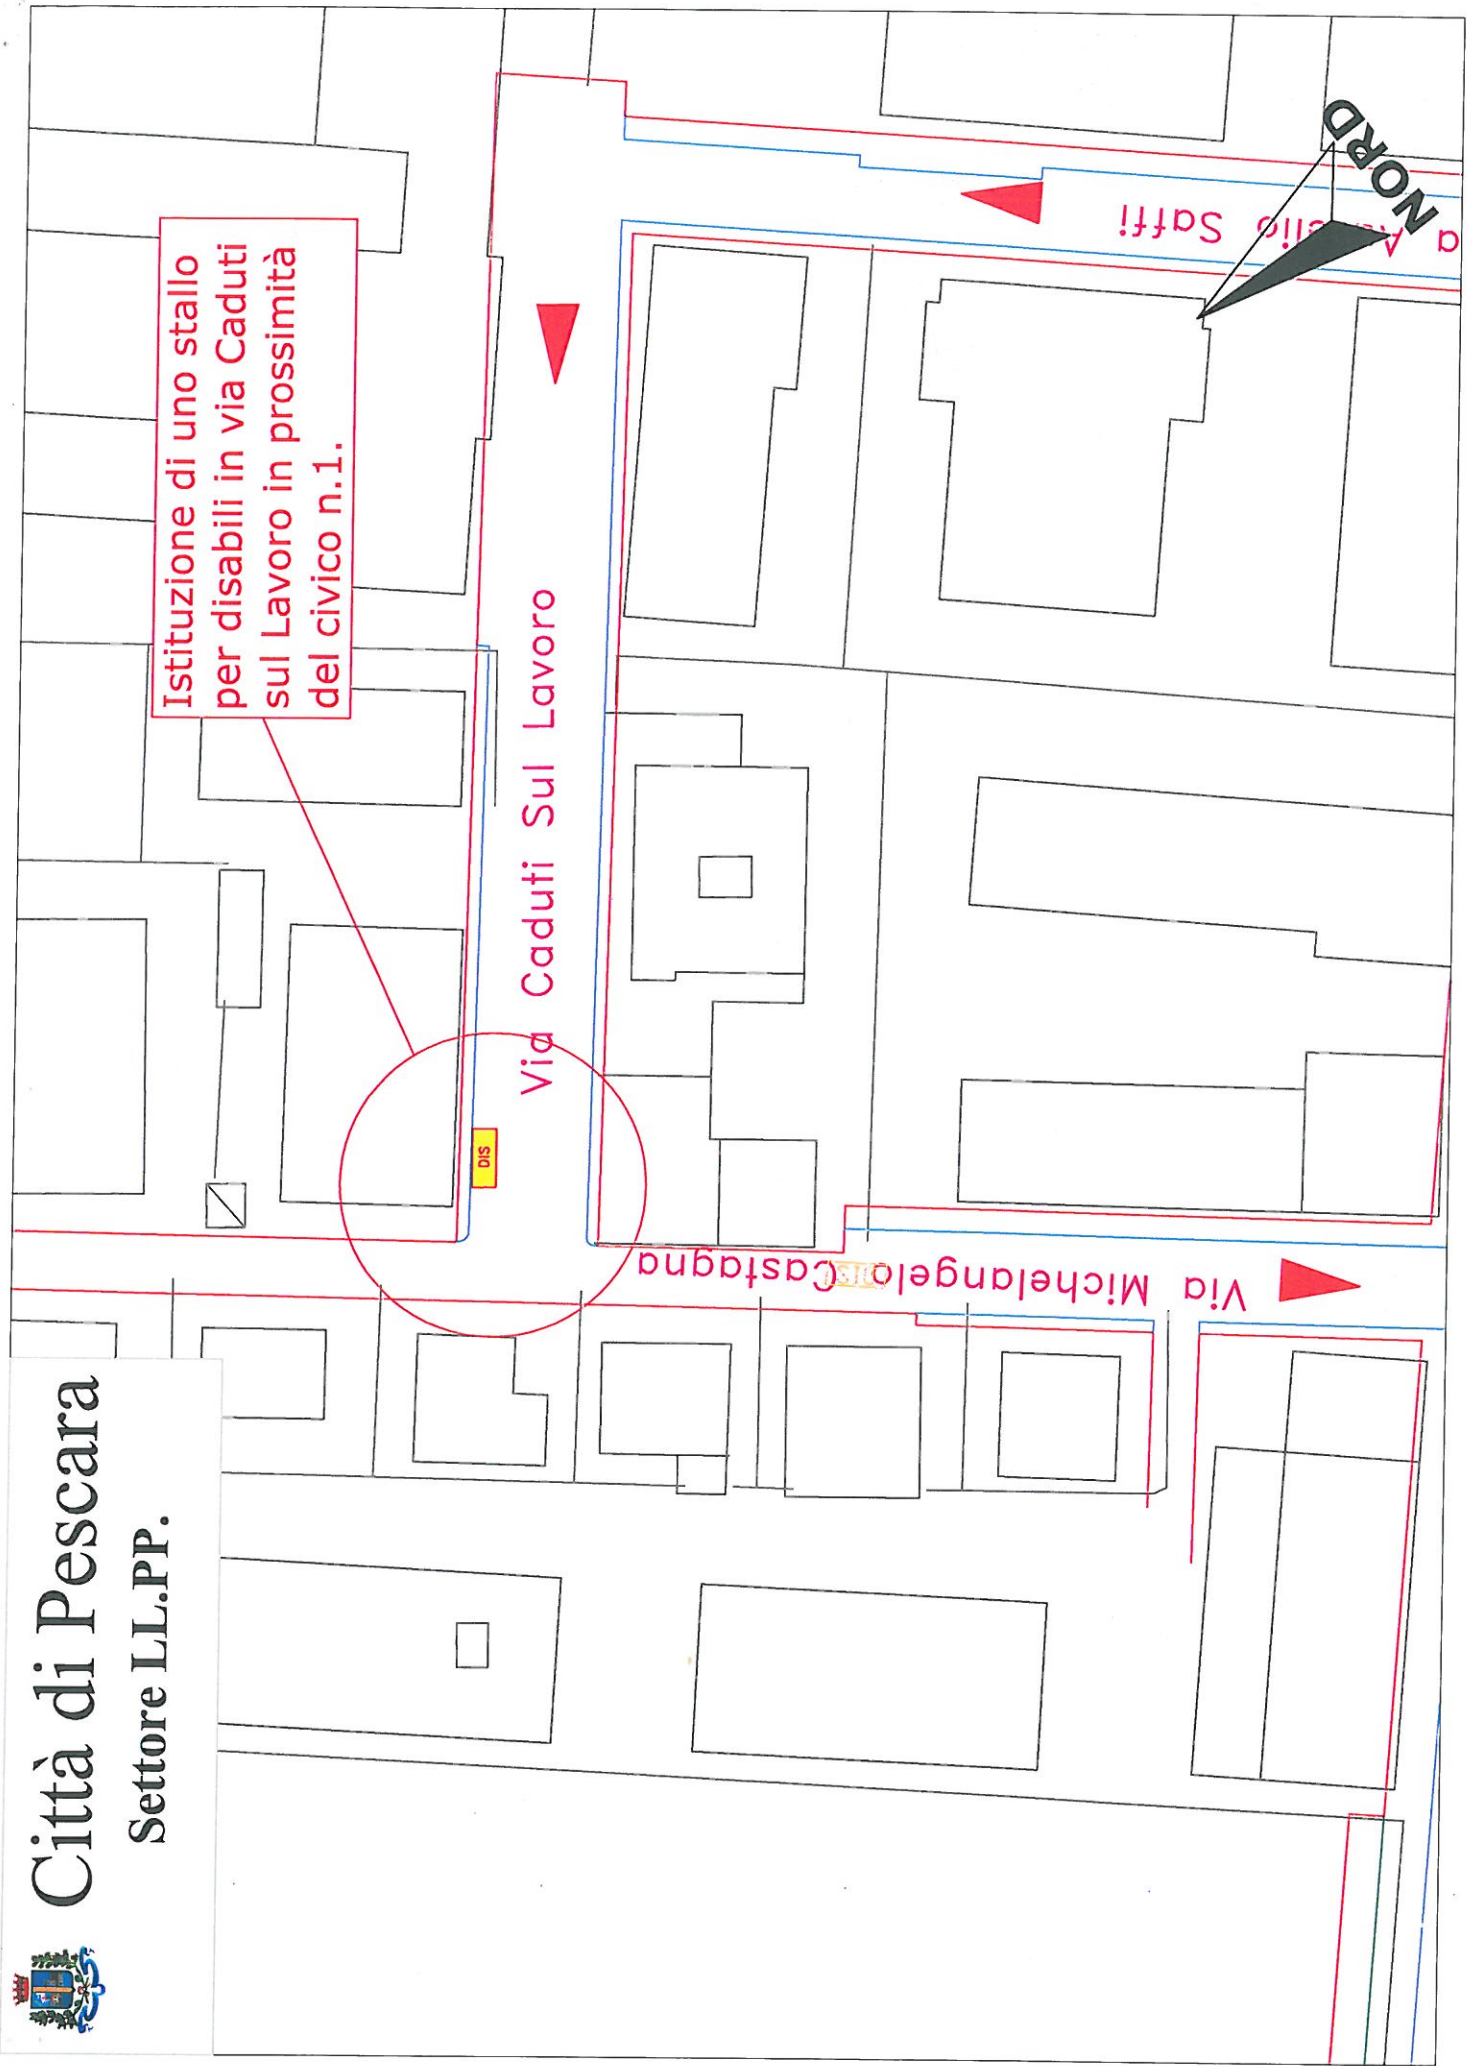 Città di Pescara
Settore LL.PP.
Istituzione di uno stallo
per disabili in via Caduti
sul Lavoro in prossimità
del civico n.1.
Via Caduti Sul Lavoro
DIS
Via Michelangelo Castagna
Saffi
NORD